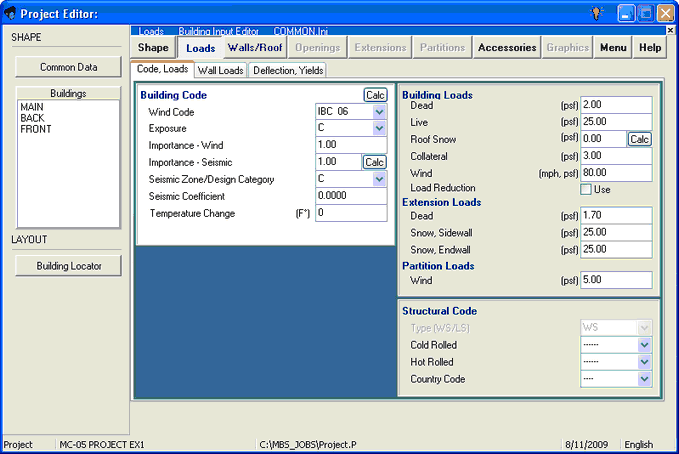 Project Editor:
Loads Building Input Editor COMMON.Ini
SHAPE
Common Data
Buildings
MAIN
BACK
FRONT
LAYOUT
Building Locator
Shape Loads Walls/Roof Openings Extensions Partitions Accessories Graphics Menu Help
Code, Loads Wall Loads Deflection, Yields
Building Code Calc
Wind Code IBC 06
Exposure C
Importance - Wind 1.00
Importance - Seismic 1.00 Calc
Seismic Zone/Design Category C
Seismic Coefficient 0.0000
Temperature Change (F°) 0
Building Loads
Dead (psf) 2.00
Live (psf) 25.00
Roof Snow (psf) 0.00 Calc
Collateral (psf) 3.00
Wind (mph, psf) 80.00
Load Reduction Use
Extension Loads
Dead (psf) 1.70
Snow, Sidewall (psf) 25.00
Snow, Endwall (psf) 25.00
Partition Loads
Wind (psf) 5.00
Structural Code
Type (WS/LS) WS
Cold Rolled ------
Hot Rolled ------
Country Code ----
Project MC-05 PROJECT EX1 C:\MBS_JOBS\Project.P 8/11/2009 English